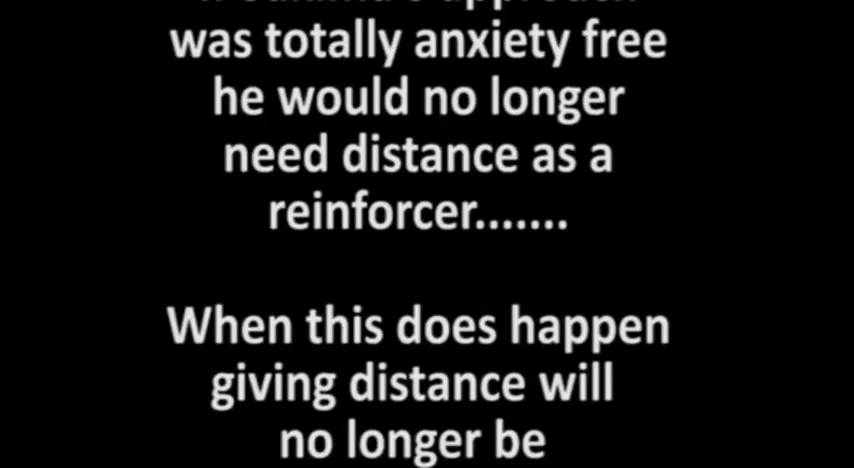 approach
was totally anxiety free
he would no longer
need distance as a
reinforcer.......
When this does happen
giving distance will
no longer be